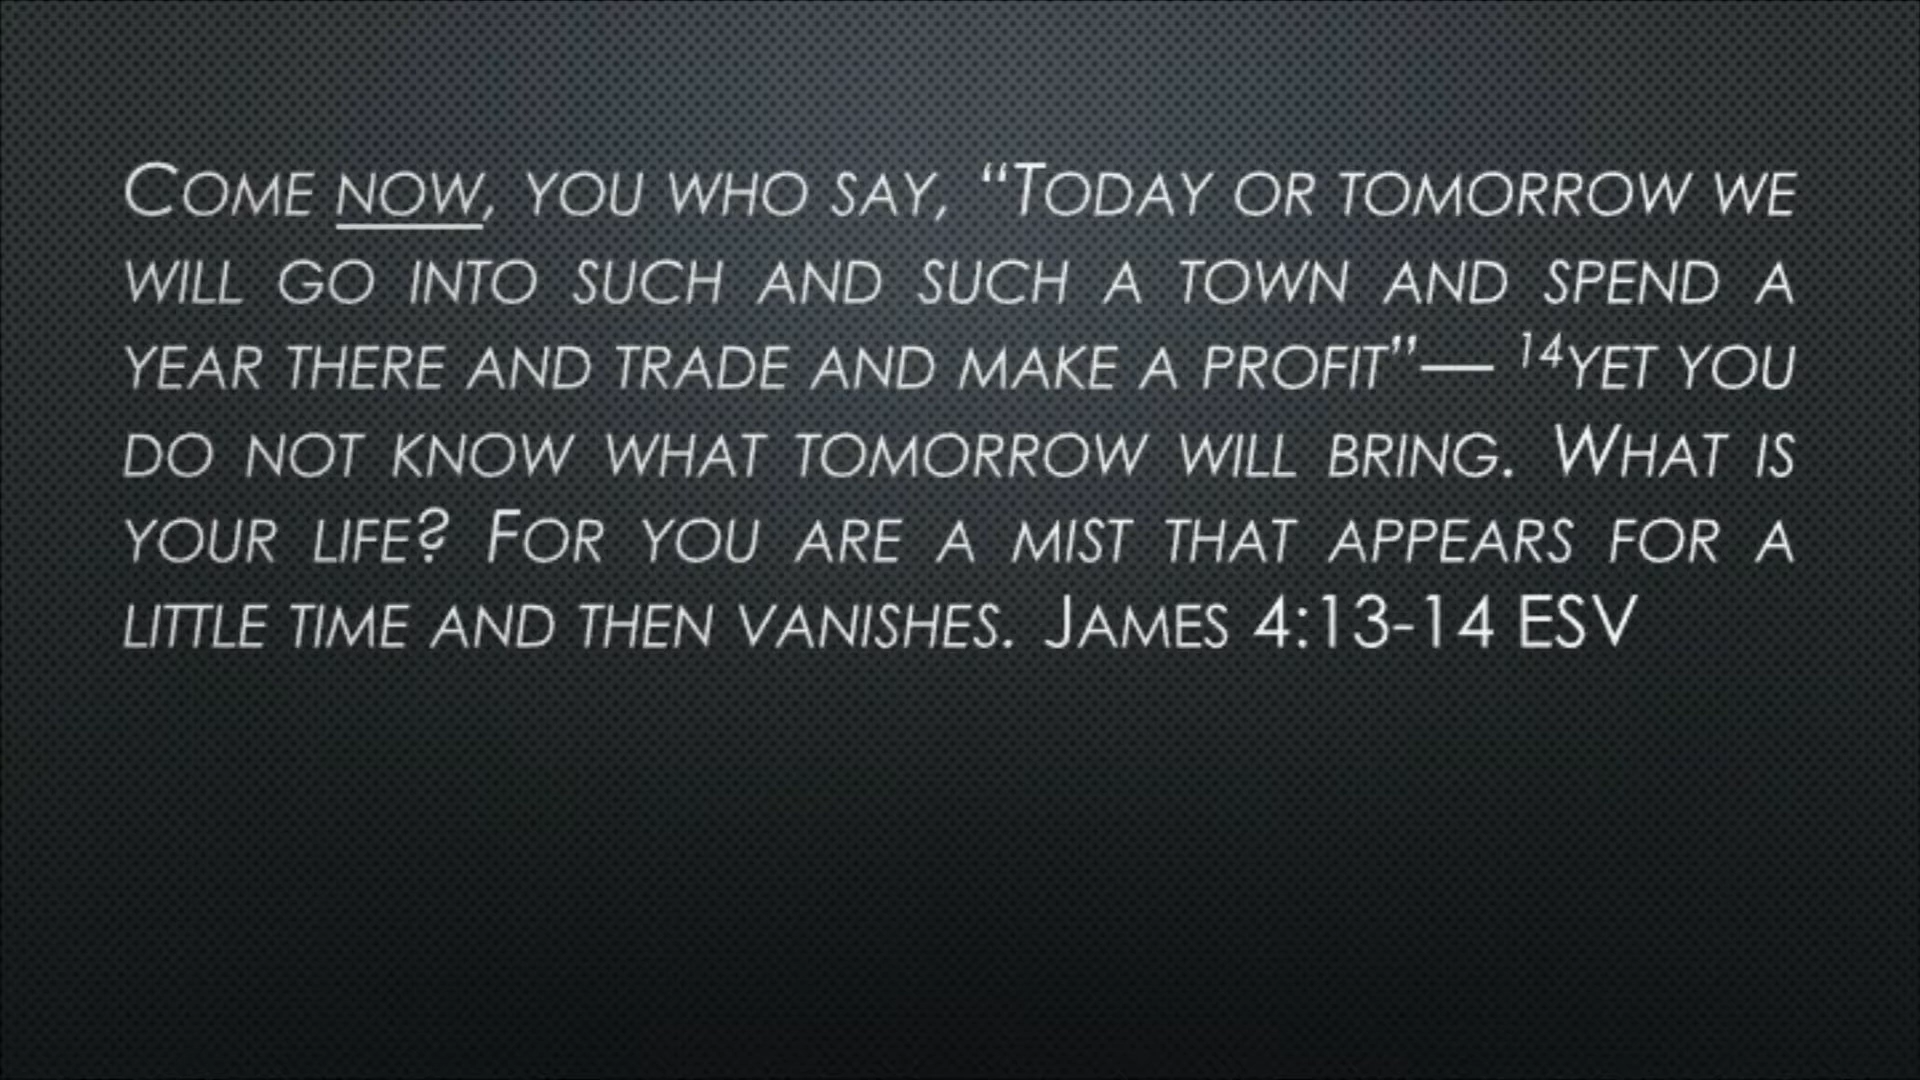 Come now, you who say, “Today or tomorrow we
will go into such and such a town and spend a
year there and trade and make a profit”— 14yet you
do not know what tomorrow will bring. What is
your life? For you are a mist that appears for a
little time and then vanishes. James 4:13-14 ESV